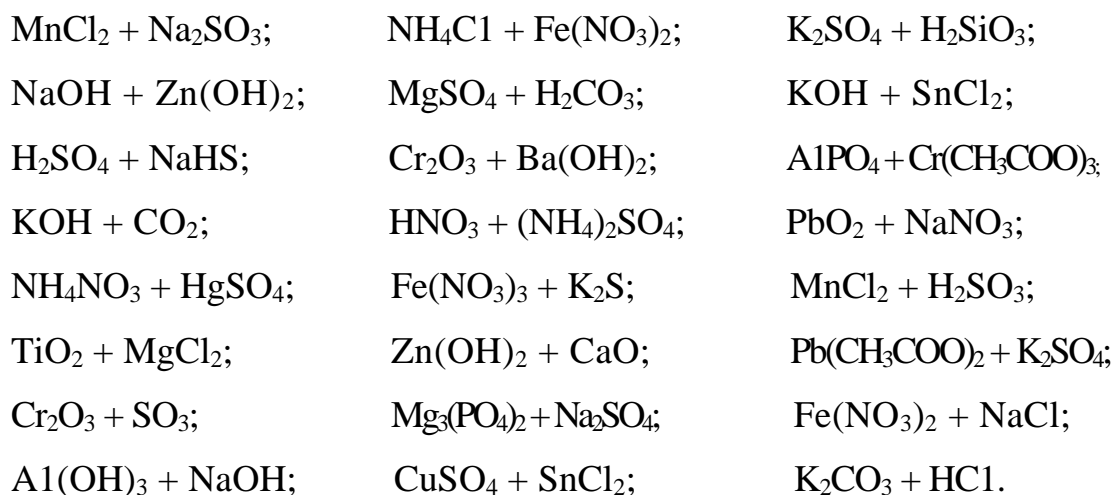 MnCl₂ + Na₂SO₃; NH₄C1 + Fe(NO₃)₂; K₂SO₄ + H₂SiO₃;
NaOH + Zn(OH)₂; MgSO₄ + H₂CO₃; KOH + SnCl₂;
H₂SO₄ + NaHS; Cr₂O₃ + Ba(OH)₂; A1PO₄ + Cr(CH₃COO)₃;
KOH + CO₂; HNO₃ + (NH₄)₂SO₄; PbO₂ + NaNO₃;
NH₄NO₃ + HgSO₄; Fe(NO₃)₃ + K₂S; MnCl₂ + H₂SO₃;
TiO₂ + MgCl₂; Zn(OH)₂ + CaO; Pb(CH₃COO)₂ + K₂SO₄;
Cr₂O₃ + SO₃; Mg₃(PO₄)₂ + Na₂SO₄; Fe(NO₃)₂ + NaCl;
A1(OH)₃ + NaOH; CuSO₄ + SnCl₂; K₂CO₃ + HC1.